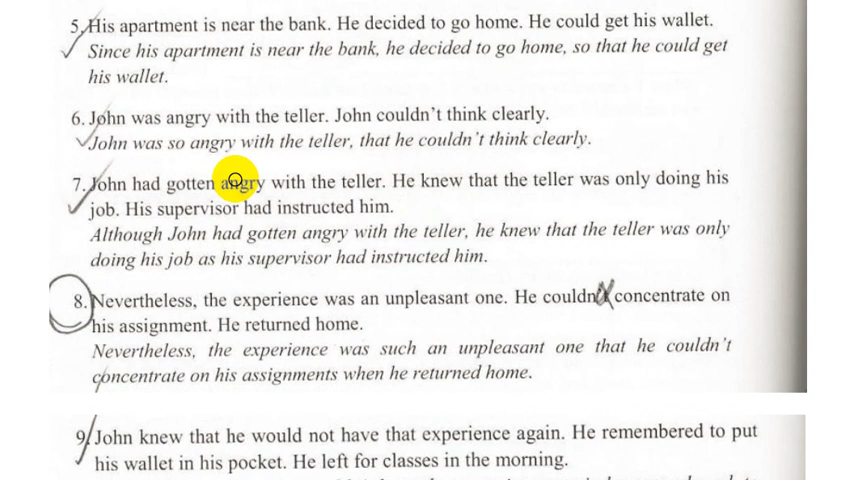 5. His apartment is near the bank. He decided to go home. He could get his wallet.
Since his apartment is near the bank, he decided to go home, so that he could get
his wallet.
6. John was angry with the teller. John couldn't think clearly.
John was so angry with the teller, that he couldn't think clearly.
7. John had gotten angry with the teller. He knew that the teller was only doing his
job. His supervisor had instructed him.
Although John had gotten angry with the teller, he knew that the teller was only
doing his job as his supervisor had instructed him.
8. Nevertheless, the experience was an unpleasant one. He couldn't concentrate on
his assignment. He returned home.
Nevertheless, the experience was such an unpleasant one that he couldn't
concentrate on his assignments when he returned home.
9. John knew that he would not have that experience again. He remembered to put
his wallet in his pocket. He left for classes in the morning.